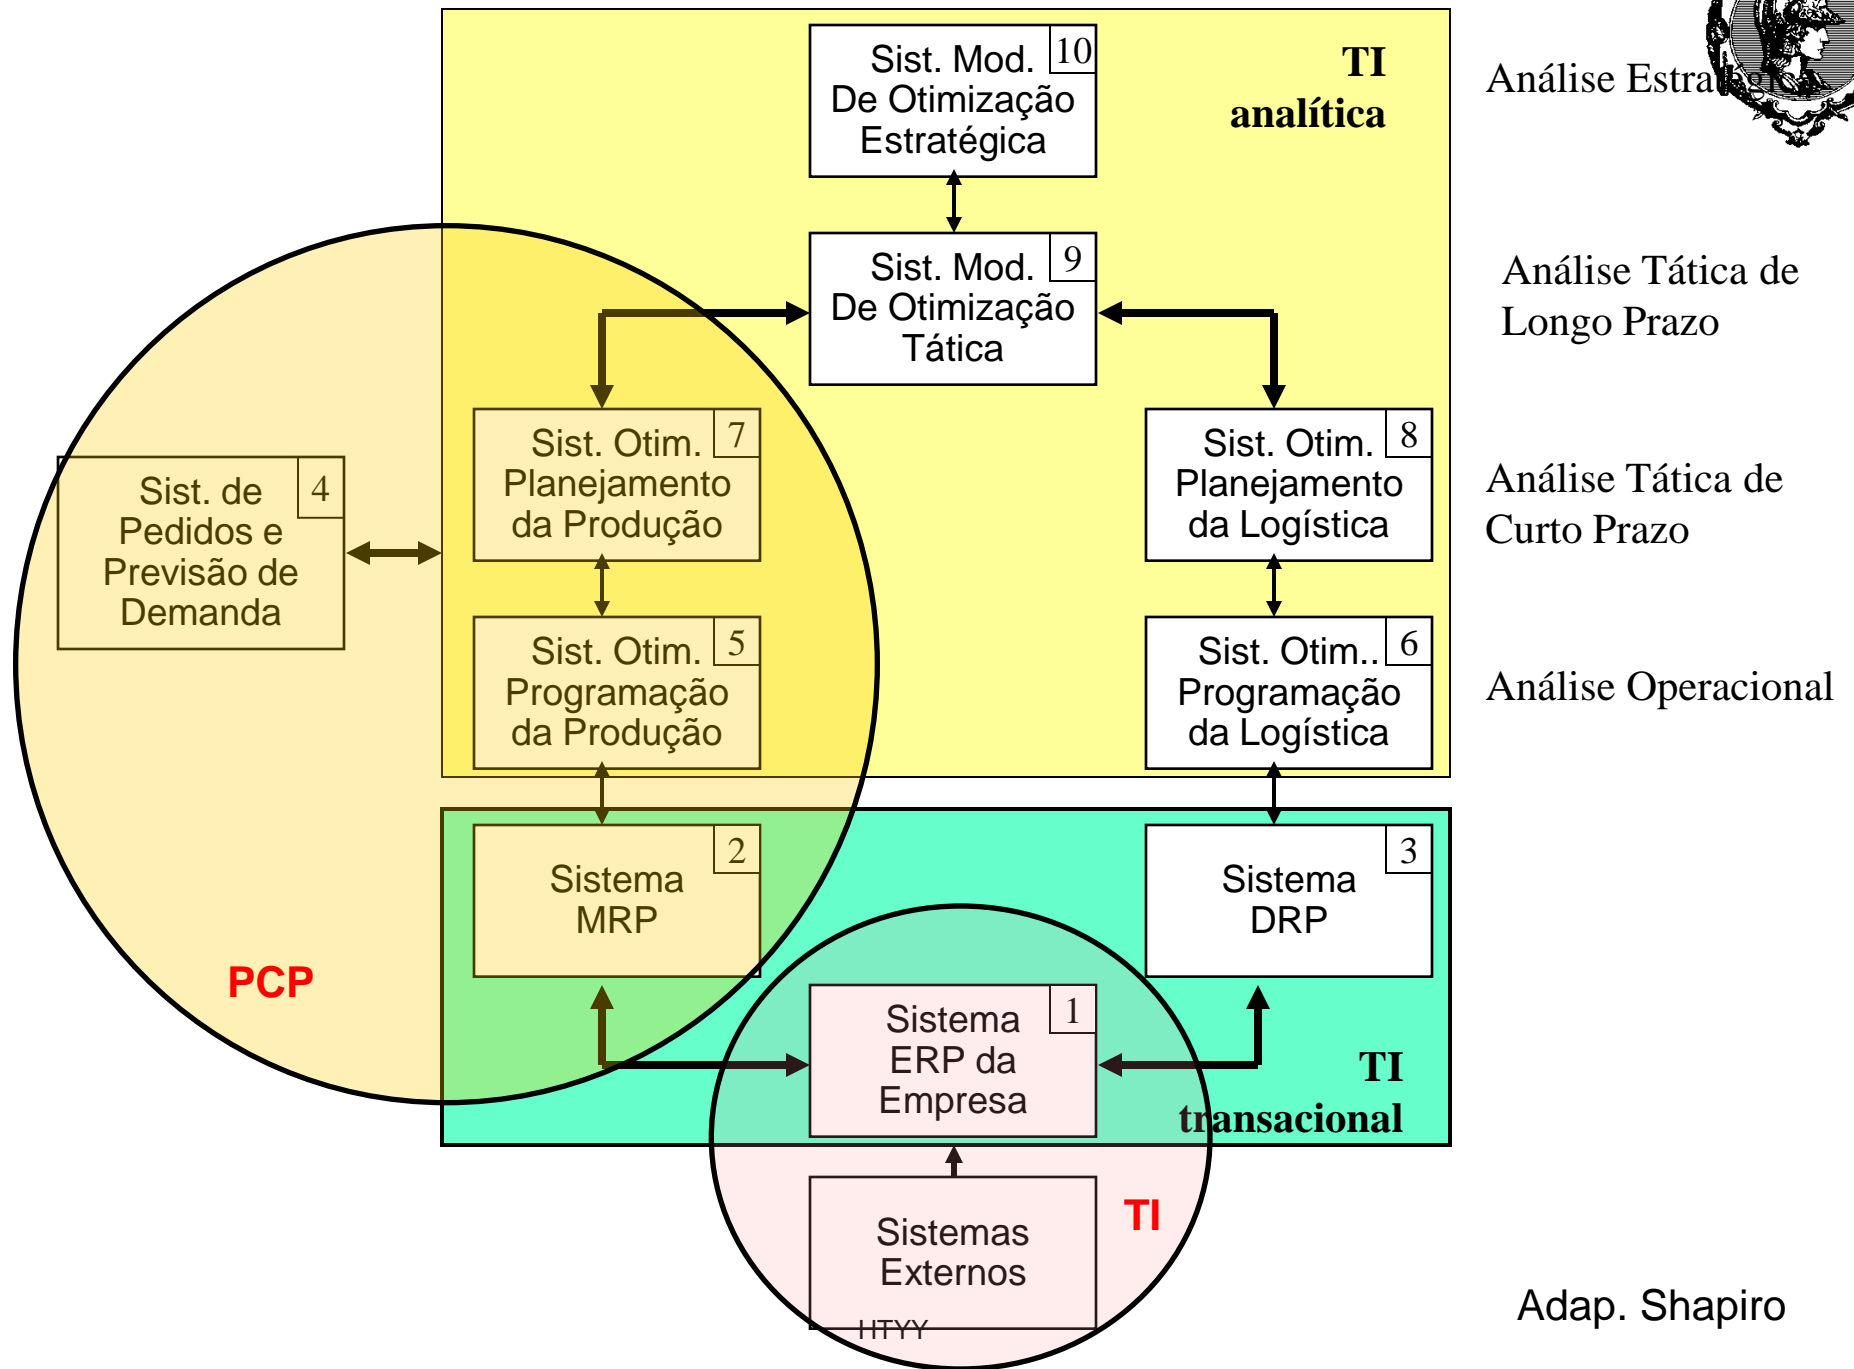 Sist. Mod.
De Otimização
Estratégica
10
TI
analítica
Análise Estratégica
Sist. Mod.
De Otimização
Tática
9
Análise Tática de
Longo Prazo
Sist. de
Pedidos e
Previsão de
Demanda
4
Sist. Otim.
Planejamento
da Produção
7
Sist. Otim.
Planejamento
da Logística
8
Análise Tática de
Curto Prazo
Sist. Otim.
Programação
da Produção
5
Sist. Otim..
Programação
da Logística
6
Análise Operacional
Sistema
MRP
2
Sistema
DRP
3
PCP
Sistema
ERP da
Empresa
1
TI
transacional
Sistemas
Externos
TI
HTYY
Adap. Shapiro